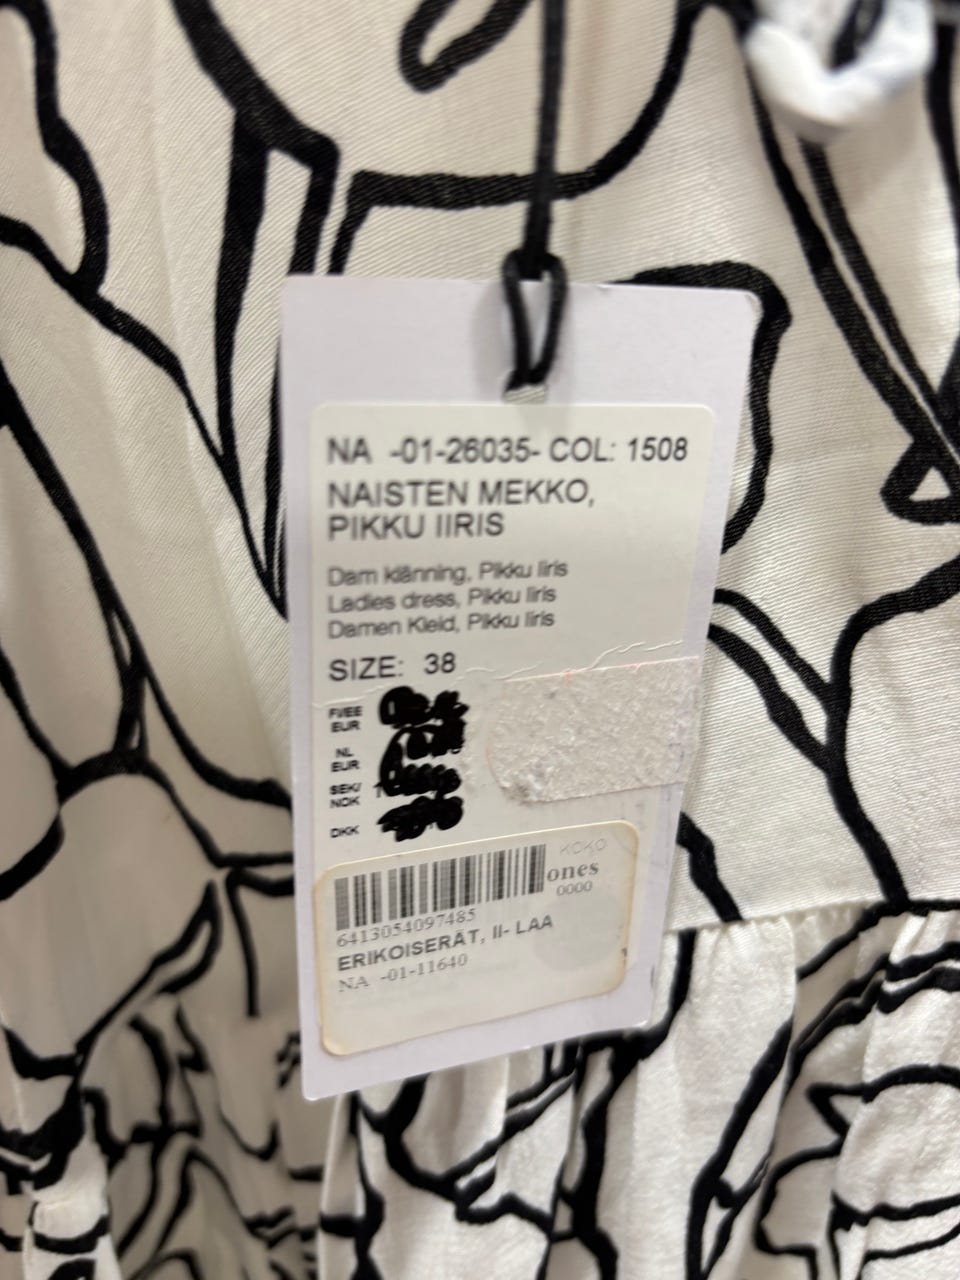 NA -01-26035- COL: 1508
NAISTEN MEKKO,
PIKKU IIRIS
Dam klänning, Pikku Iiris
Ladies dress, Pikku Iiris
Damen Kleid, Pikku Iiris
SIZE: 38
FI/EE
EUR
NL
EUR
SEK/
NOK
DKK
KOKO
ones
0000
6413054097485
ERIKOISERÄT, II- LAA
NA -01-11640